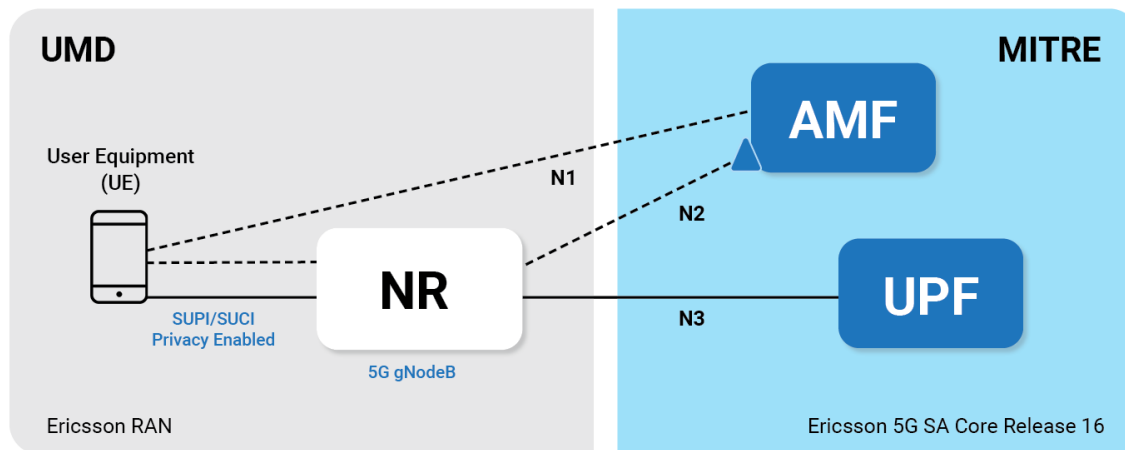 UMD
MITRE
AMF
User Equipment
(UE)
N1
N2
NR
UPF
N3
SUPI/SUCI
Privacy Enabled
5G gNodeB
Ericsson RAN
Ericsson 5G SA Core Release 16